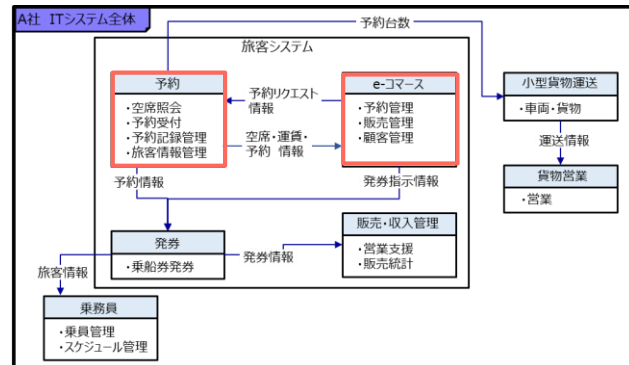 A社 ITシステム全体
予約台数
旅客システム
予約
・空席照会
・予約受付
・予約記録管理
・旅客情報管理
予約リクエスト
情報
空席・運賃・
予約 情報
e-コマース
・予約管理
・販売管理
・顧客管理
小型貨物運送
・車両・貨物
運送情報
貨物営業
・営業
予約情報
発券指示情報
発券
・乗船券発券
発券情報
販売・収入管理
・営業支援
・販売統計
旅客情報
乗務員
・乗員管理
・スケジュール管理